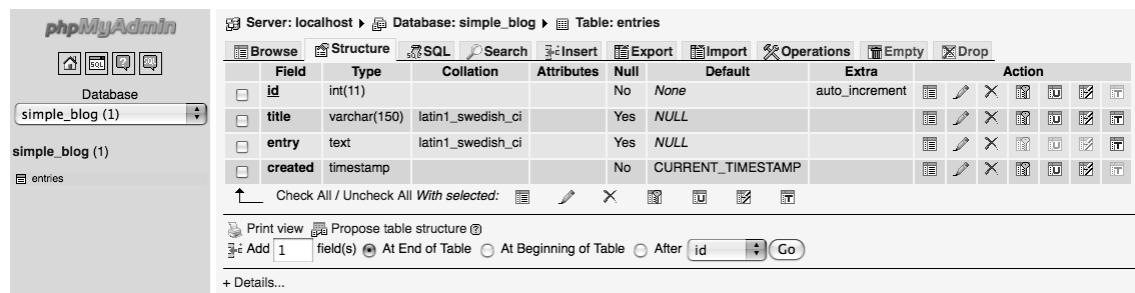 phpMyAdmin
SQL
SQL
Database
simple_blog (1)
simple_blog (1)
entries
Server: localhost Database: simple_blog Table: entries
Browse Structure SQL Search Insert Export Import Operations Empty Drop
Field Type Collation Attributes Null Default Extra Action
id int(11) No None auto_increment
title varchar(150) latin1_swedish_ci Yes NULL
entry text latin1_swedish_ci Yes NULL
created timestamp No CURRENT_TIMESTAMP
Check All / Uncheck All With selected:
Print view Propose table structure
Add 1 field(s) At End of Table At Beginning of Table After id Go
+ Details...